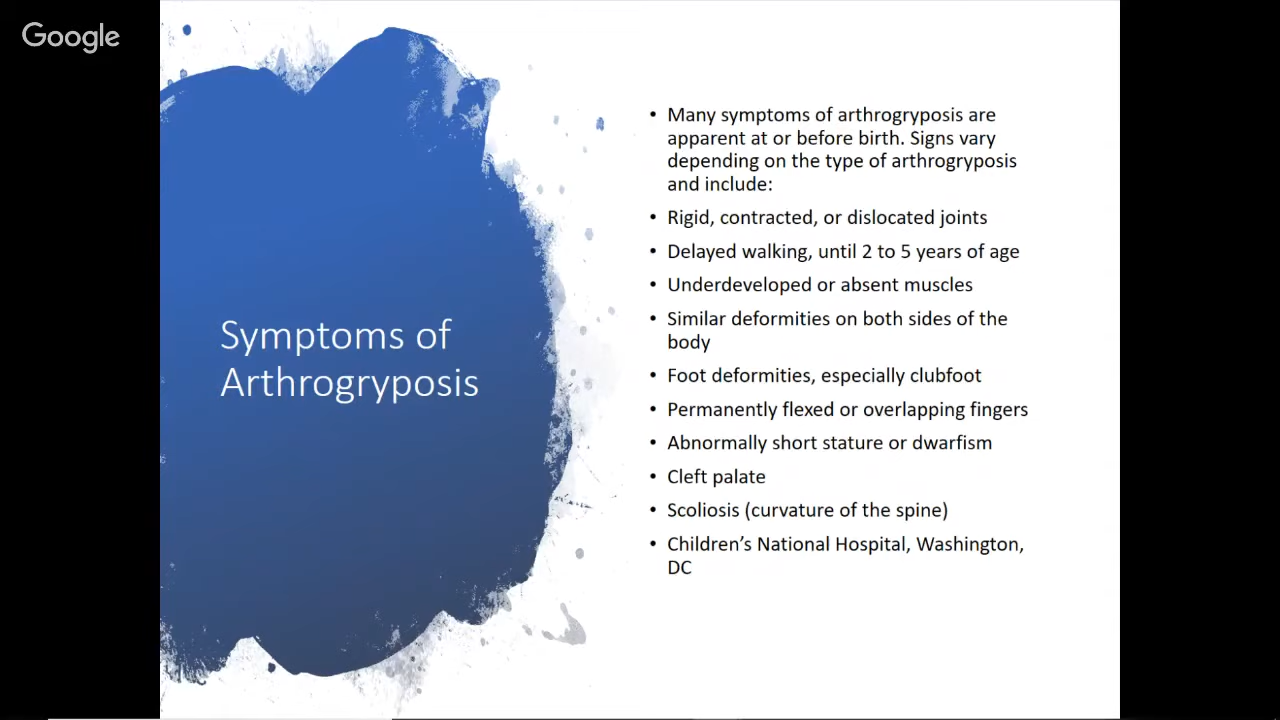 Google
Symptoms of
Arthrogryposis
• Many symptoms of arthrogryposis are
apparent at or before birth. Signs vary
depending on the type of arthrogryposis
and include:
• Rigid, contracted, or dislocated joints
• Delayed walking, until 2 to 5 years of age
• Underdeveloped or absent muscles
• Similar deformities on both sides of the
body
• Foot deformities, especially clubfoot
• Permanently flexed or overlapping fingers
• Abnormally short stature or dwarfism
• Cleft palate
• Scoliosis (curvature of the spine)
• Children’s National Hospital, Washington,
DC